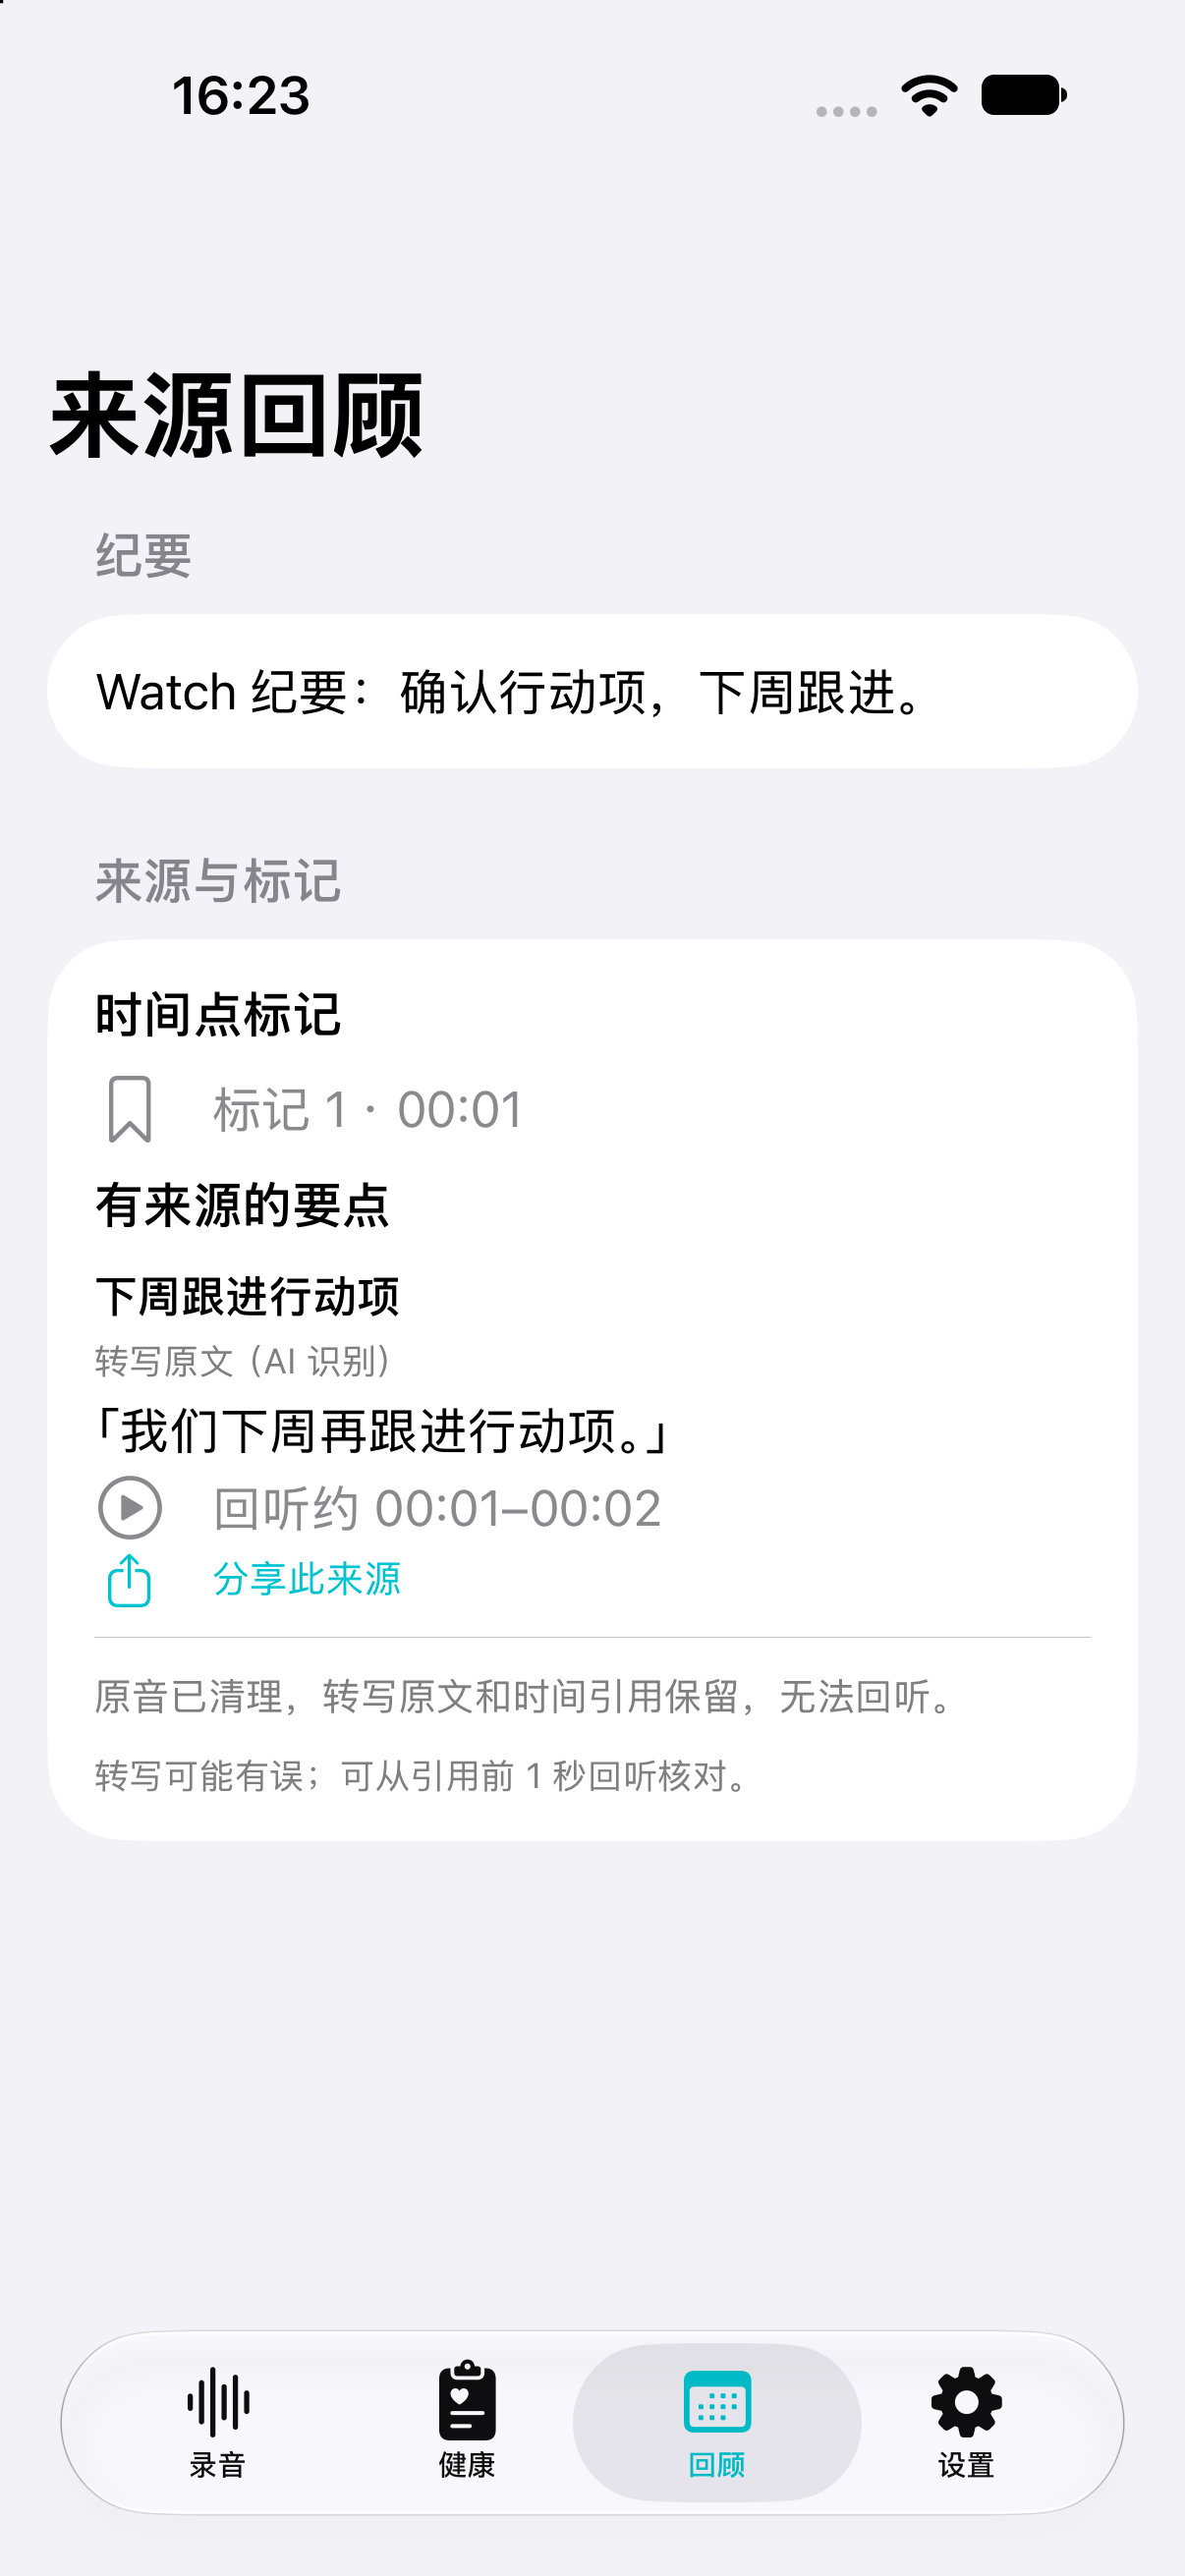 16:23
来源回顾
纪要
Watch 纪要：确认行动项，下周跟进。
来源与标记
时间点标记
标记 1 · 00:01
有来源的要点
下周跟进行动项
转写原文（AI 识别）
「我们下周再跟进行动项。」
回听约 00:01–00:02
分享此来源
原音已清理，转写原文和时间引用保留，无法回听。
转写可能有误；可从引用前 1 秒回听核对。
录音 健康 回顾 设置